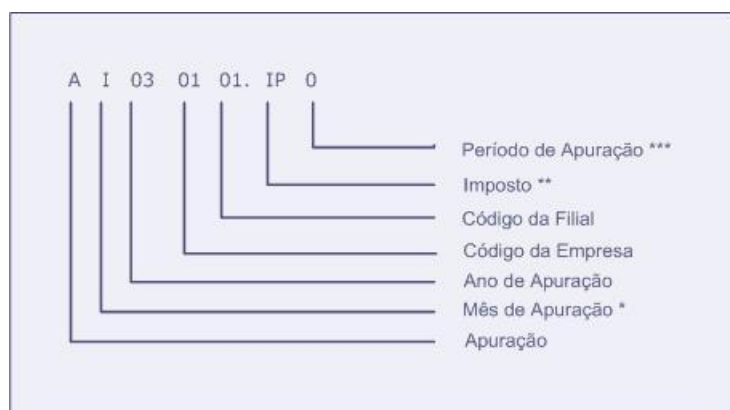 A I 03 01 01. IP 0
Período de Apuração ***
Imposto **
Código da Filial
Código da Empresa
Ano de Apuração
Mês de Apuração *
Apuração